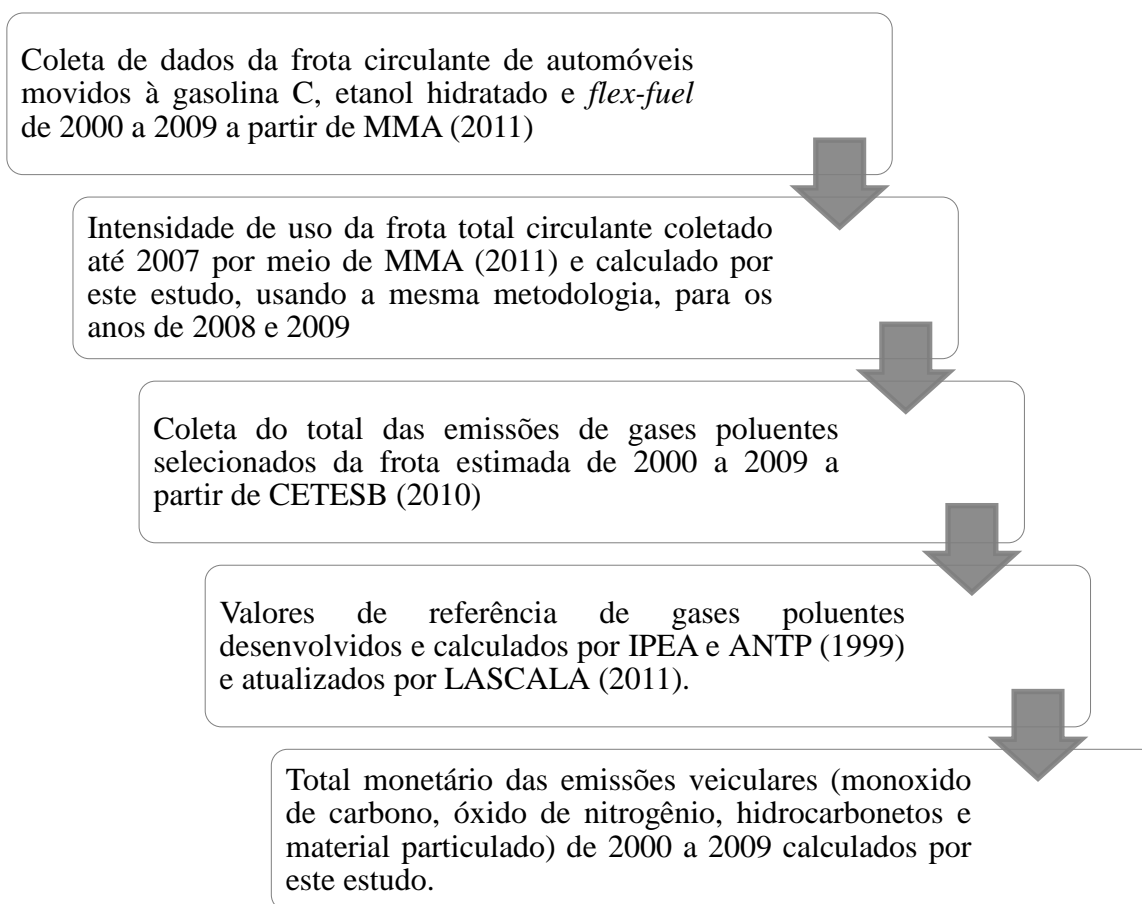 Coleta de dados da frota circulante de automóveis
movidos à gasolina C, etanol hidratado e flex-fuel
de 2000 a 2009 a partir de MMA (2011)
Intensidade de uso da frota total circulante coletado
até 2007 por meio de MMA (2011) e calculado por
este estudo, usando a mesma metodologia, para os
anos de 2008 e 2009
Coleta do total das emissões de gases poluentes
selecionados da frota estimada de 2000 a 2009 a
partir de CETESB (2010)
Valores de referência de gases poluentes
desenvolvidos e calculados por IPEA e ANTP (1999)
e atualizados por LASCALA (2011).
Total monetário das emissões veiculares (monoxido
de carbono, óxido de nitrogênio, hidrocarbonetos e
material particulado) de 2000 a 2009 calculados por
este estudo.